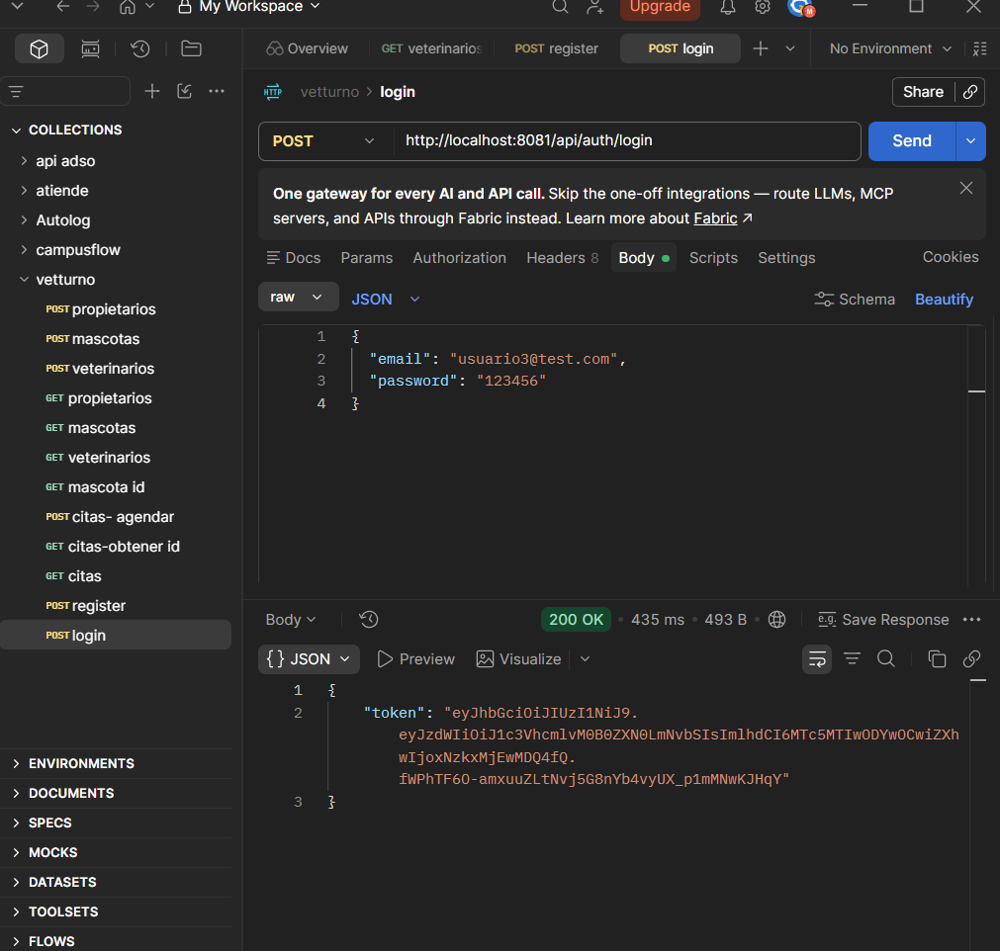 My Workspace
Upgrade
Overview
GET veterinarios
POST register
POST login
No Environment
HTTP vetturno > login
Share
COLLECTIONS
api adso
atiende
Autolog
campusflow
vetturno
POST propietarios
POST mascotas
POST veterinarios
GET propietarios
GET mascotas
GET veterinarios
GET mascota id
POST citas- agendar
GET citas-obtener id
GET citas
POST register
POST login
ENVIRONMENTS
DOCUMENTS
SPECS
MOCKS
DATASETS
TOOLSETS
FLOWS
POST http://localhost:8081/api/auth/login Send
One gateway for every AI and API call. Skip the one-off integrations — route LLMs, MCP
servers, and APIs through Fabric instead. Learn more about Fabric ↗
Docs Params Authorization Headers 8 Body Scripts Settings Cookies
raw JSON Schema Beautify
1 {
2 "email": "usuario3@test.com",
3 "password": "123456"
4 }
Body 200 OK • 435 ms • 493 B e.g. Save Response
{} JSON Preview Visualize
1 {
2 "token": "eyJhbGciOiJIUzI1NiJ9.
eyJzdWIiOiJ1c3VhcmlvM0B0ZXN0LmNvbSIsImlhdCI6MTc5MTIwODYwOCwiZXh
wIjoxNzkxMjEwMDQ4fQ.
fWPhTF6O-amxuuZLtNvj5G8nYb4vyUX_p1mMNwKJHqY"
3 }